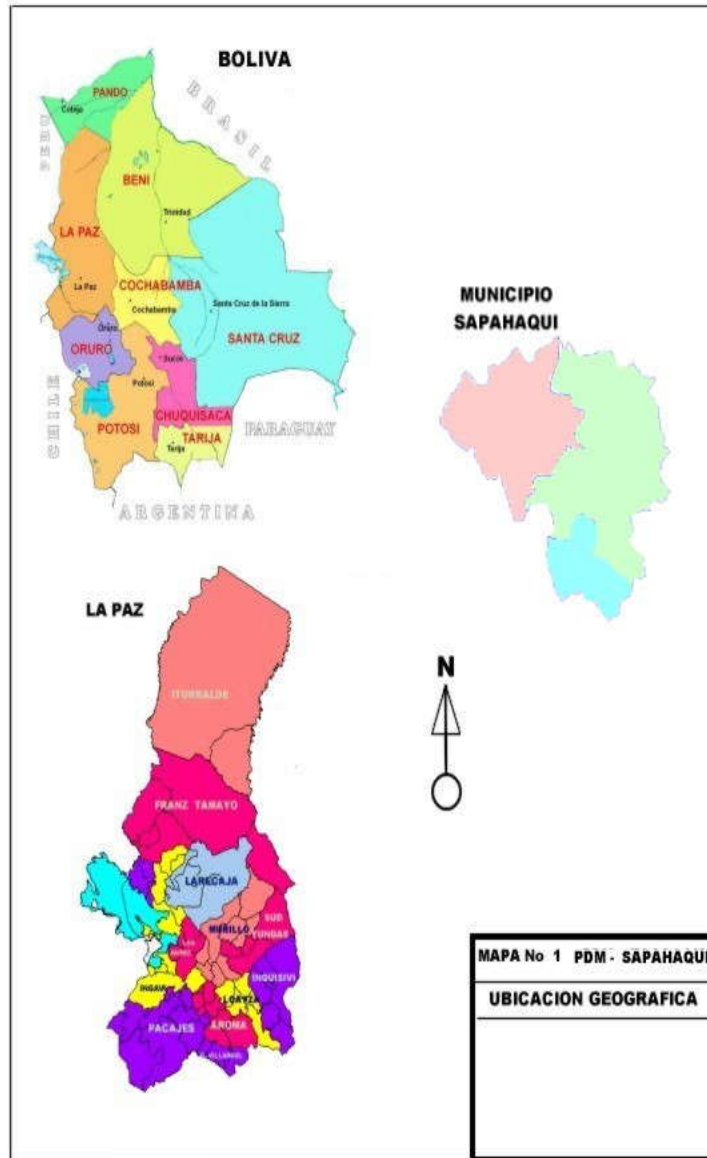 BOLIVA
BRASIL
PERU
PANDO
Cobija
BENI
Trinidad
LA PAZ
La Paz
COCHABAMBA
Cochabamba
Santa Cruz de la Sierra
SANTA CRUZ
Oruro
ORURO
Sucre
Potosi
CHILE
CHUQUISACA
POTOSI
TARIJA
Tarija
PARAGUAY
ARGENTINA
MUNICIPIO
SAPAHAQUI
LA PAZ
ITURRALDE
FRANZ TAMAYO
LARECAJA
MURILLO
SUD
YUNGAS
INQUISIVI
INGAVI
LOAYZA
PACAJES
AROMA
G. VILLAROEL
N
MAPA No 1 PDM - SAPAHAQUI
UBICACION GEOGRAFICA